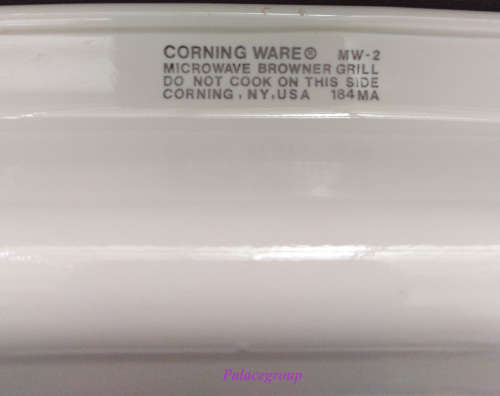 CORNING WARE® MW-2
MICROWAVE BROWNER GRILL
DO NOT COOK ON THIS SIDE
CORNING, NY, USA 184MA
Palacegroup